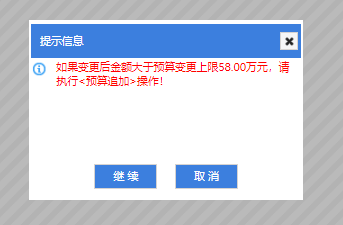 提示信息
如果变更后金额大于预算变更上限58.00万元，请
执行<预算追加>操作!
继 续
取 消